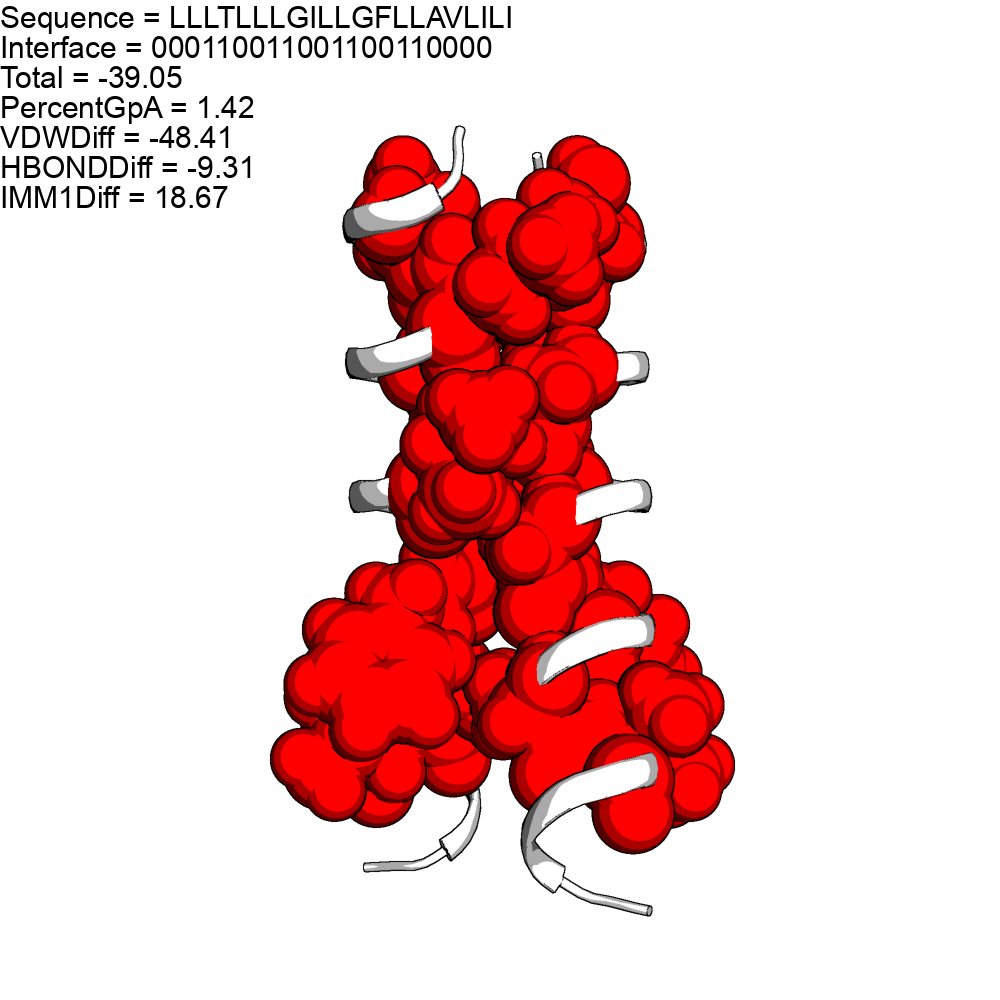 Sequence = LLLTLLLGILLGFLLAVLILI
Interface = 000110011001100110000
Total = -39.05
PercentGpA = 1.42
VDWDiff = -48.41
HBONDDiff = -9.31
IMM1Diff = 18.67